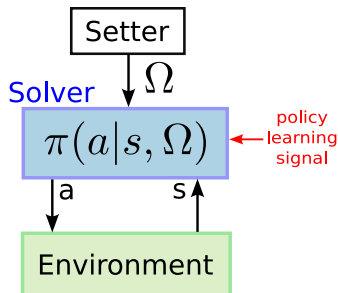 Setter
Ω
Solver
π(a|s, Ω)
policy
learning
signal
a
s
Environment